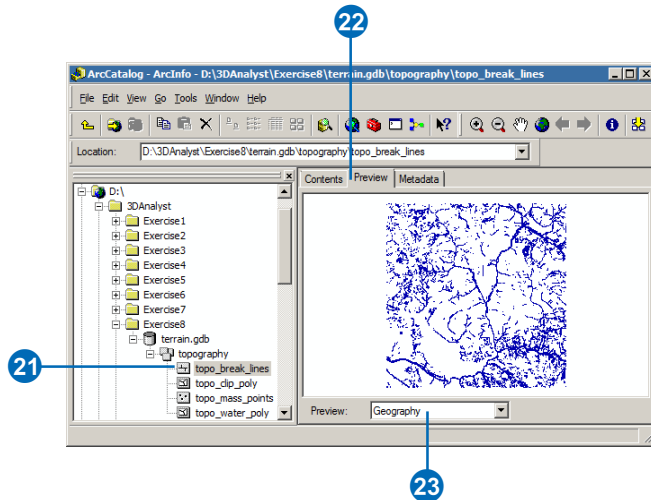 22
ArcCatalog - ArcInfo - D:\3DAnalyst\Exercise8\terrain.gdb\topography\topo_break_lines
File Edit View Go Tools Window Help
Location: D:\3DAnalyst\Exercise8\terrain.gdb\topography\topo_break_lines
Contents Preview Metadata
D:\
3DAnalyst
Exercise1
Exercise2
Exercise3
Exercise4
Exercise5
Exercise6
Exercise7
Exercise8
terrain.gdb
topography
21
topo_break_lines
topo_clip_poly
topo_mass_points
topo_water_poly
Preview: Geography
23